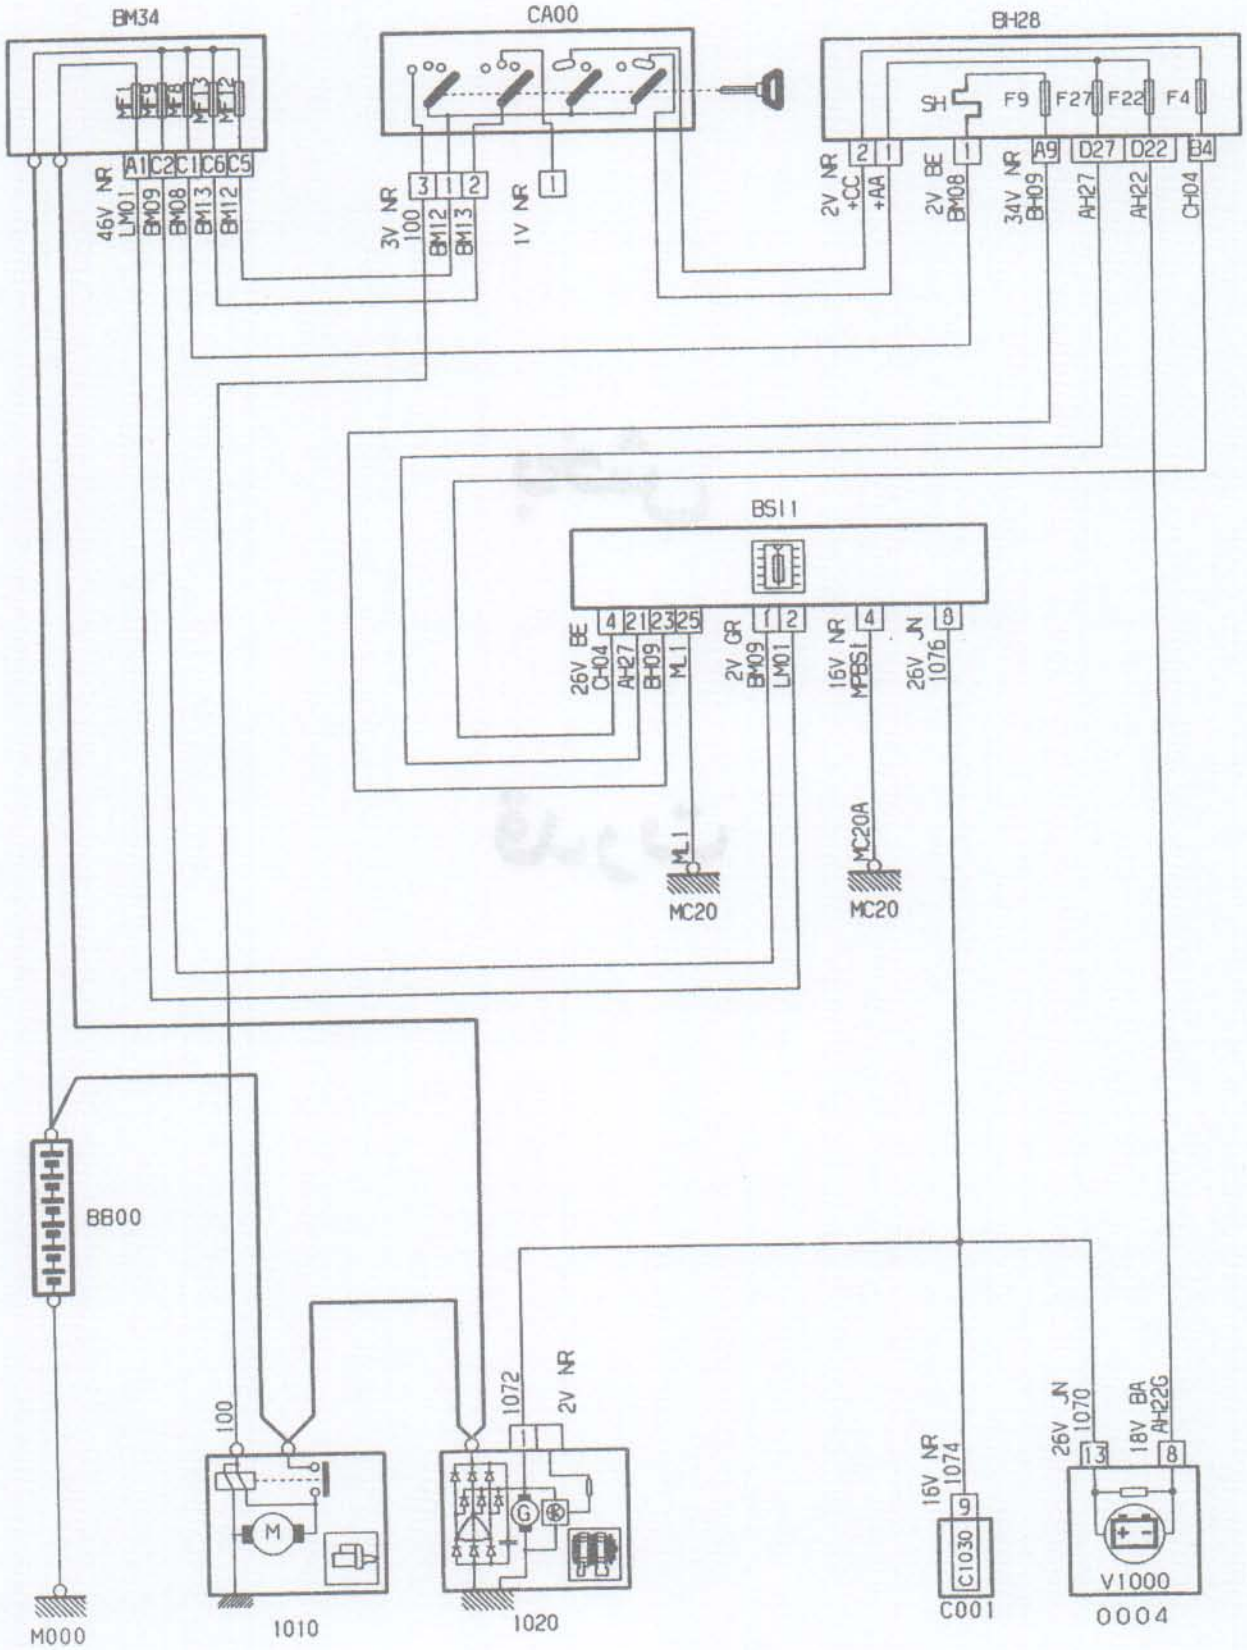 BM34
CA00
BH28
MF1
MF9
MF8
MF13
MF12
SH
F9
F27
F22
F4
A1 C2 C1 C6 C5
3 1 2
1
2 1
1
A9
D27
D22
B4
46V NR
LM01
BM09
BM08
BM13
BM12
3V NR
100
BM12
BM13
1V NR
2V NR
+CC
+AA
2V BE
BM08
34V NR
BH09
AH27
AH22
CH04
BSI1
4 21 23 25
1 2
4
8
26V BE
CH04
AH27
BH09
ML1
2V GR
BM09
LM01
16V NR
MPBSI
26V JN
1076
ML1
MC20
MC20A
MC20
BB00
100
1072
2V NR
1
M
G
16V NR
1074
9
C1030
C001
26V JN
1070
18V BA
AH22G
13
8
V1000
0004
M000
1010
1020